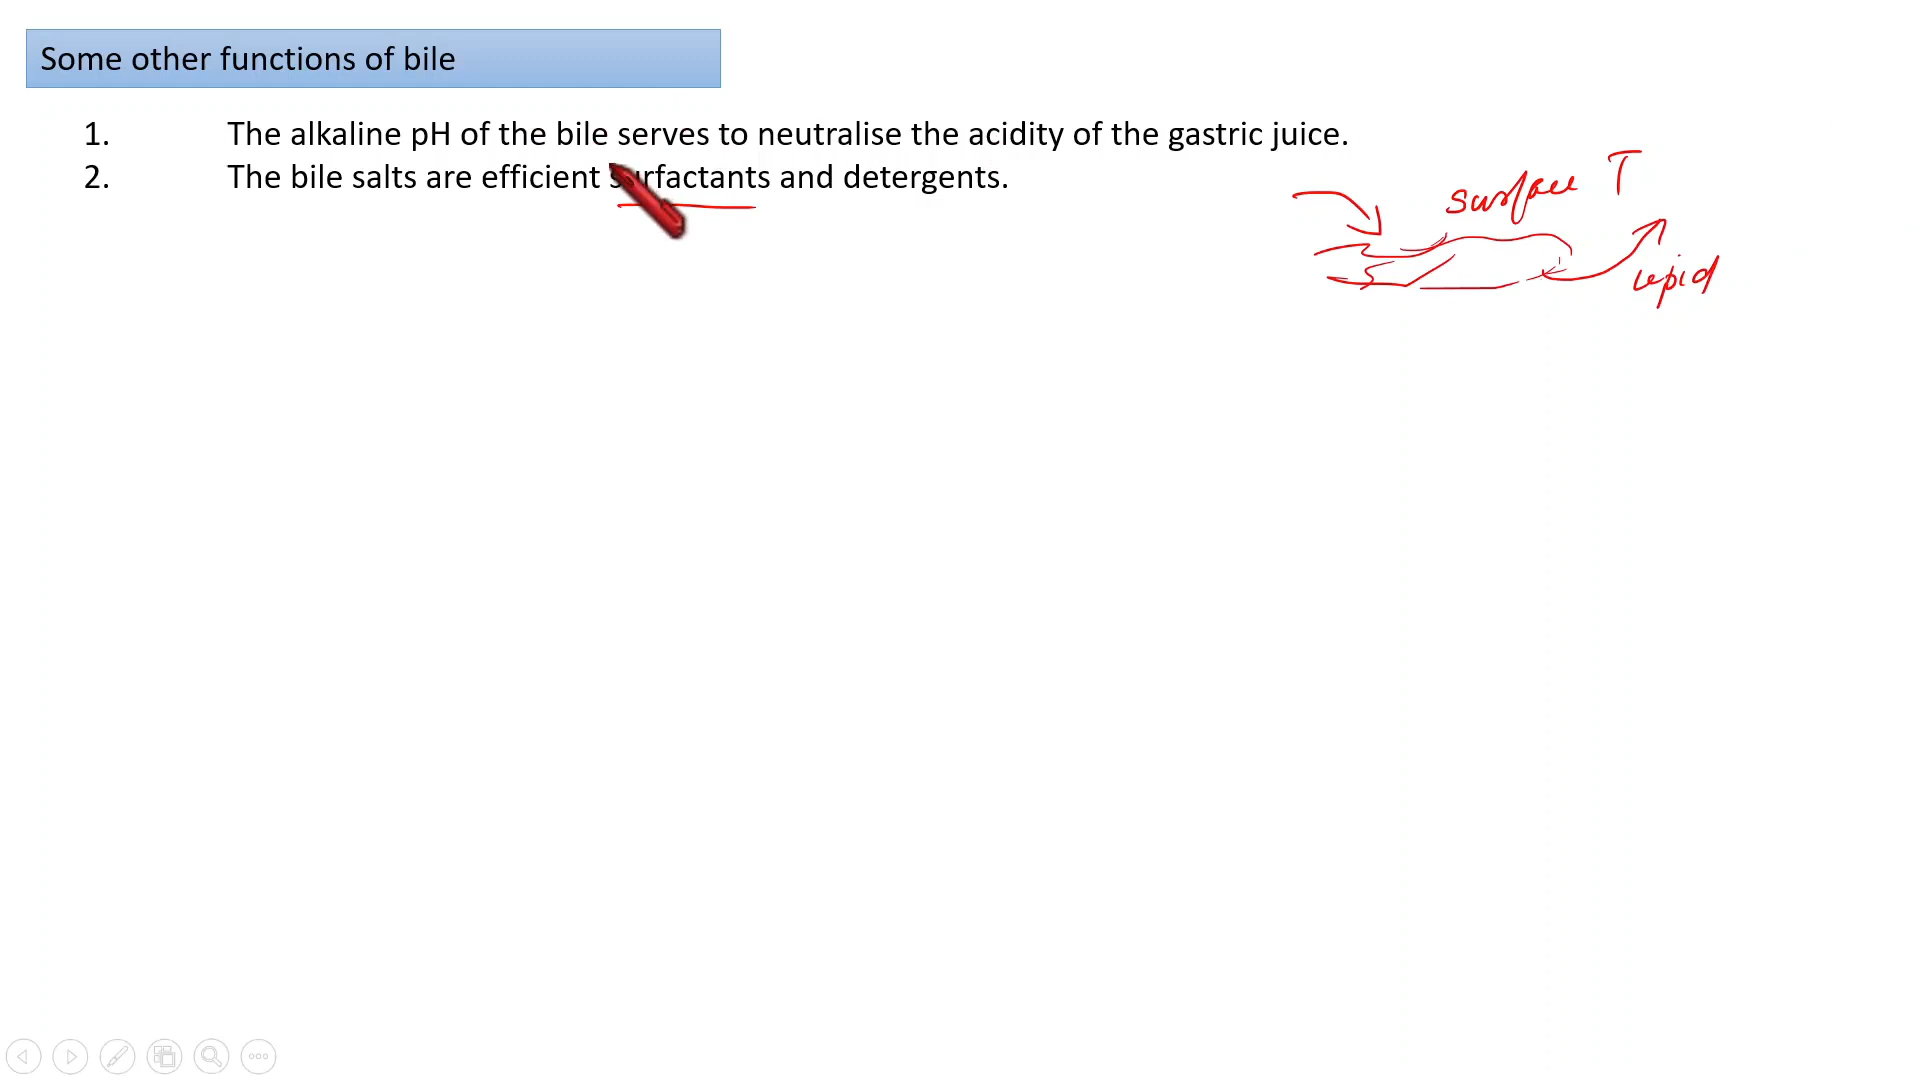 Some other functions of bile
1. The alkaline pH of the bile serves to neutralise the acidity of the gastric juice.
2. The bile salts are efficient surfactants and detergents.
surface T
lipid